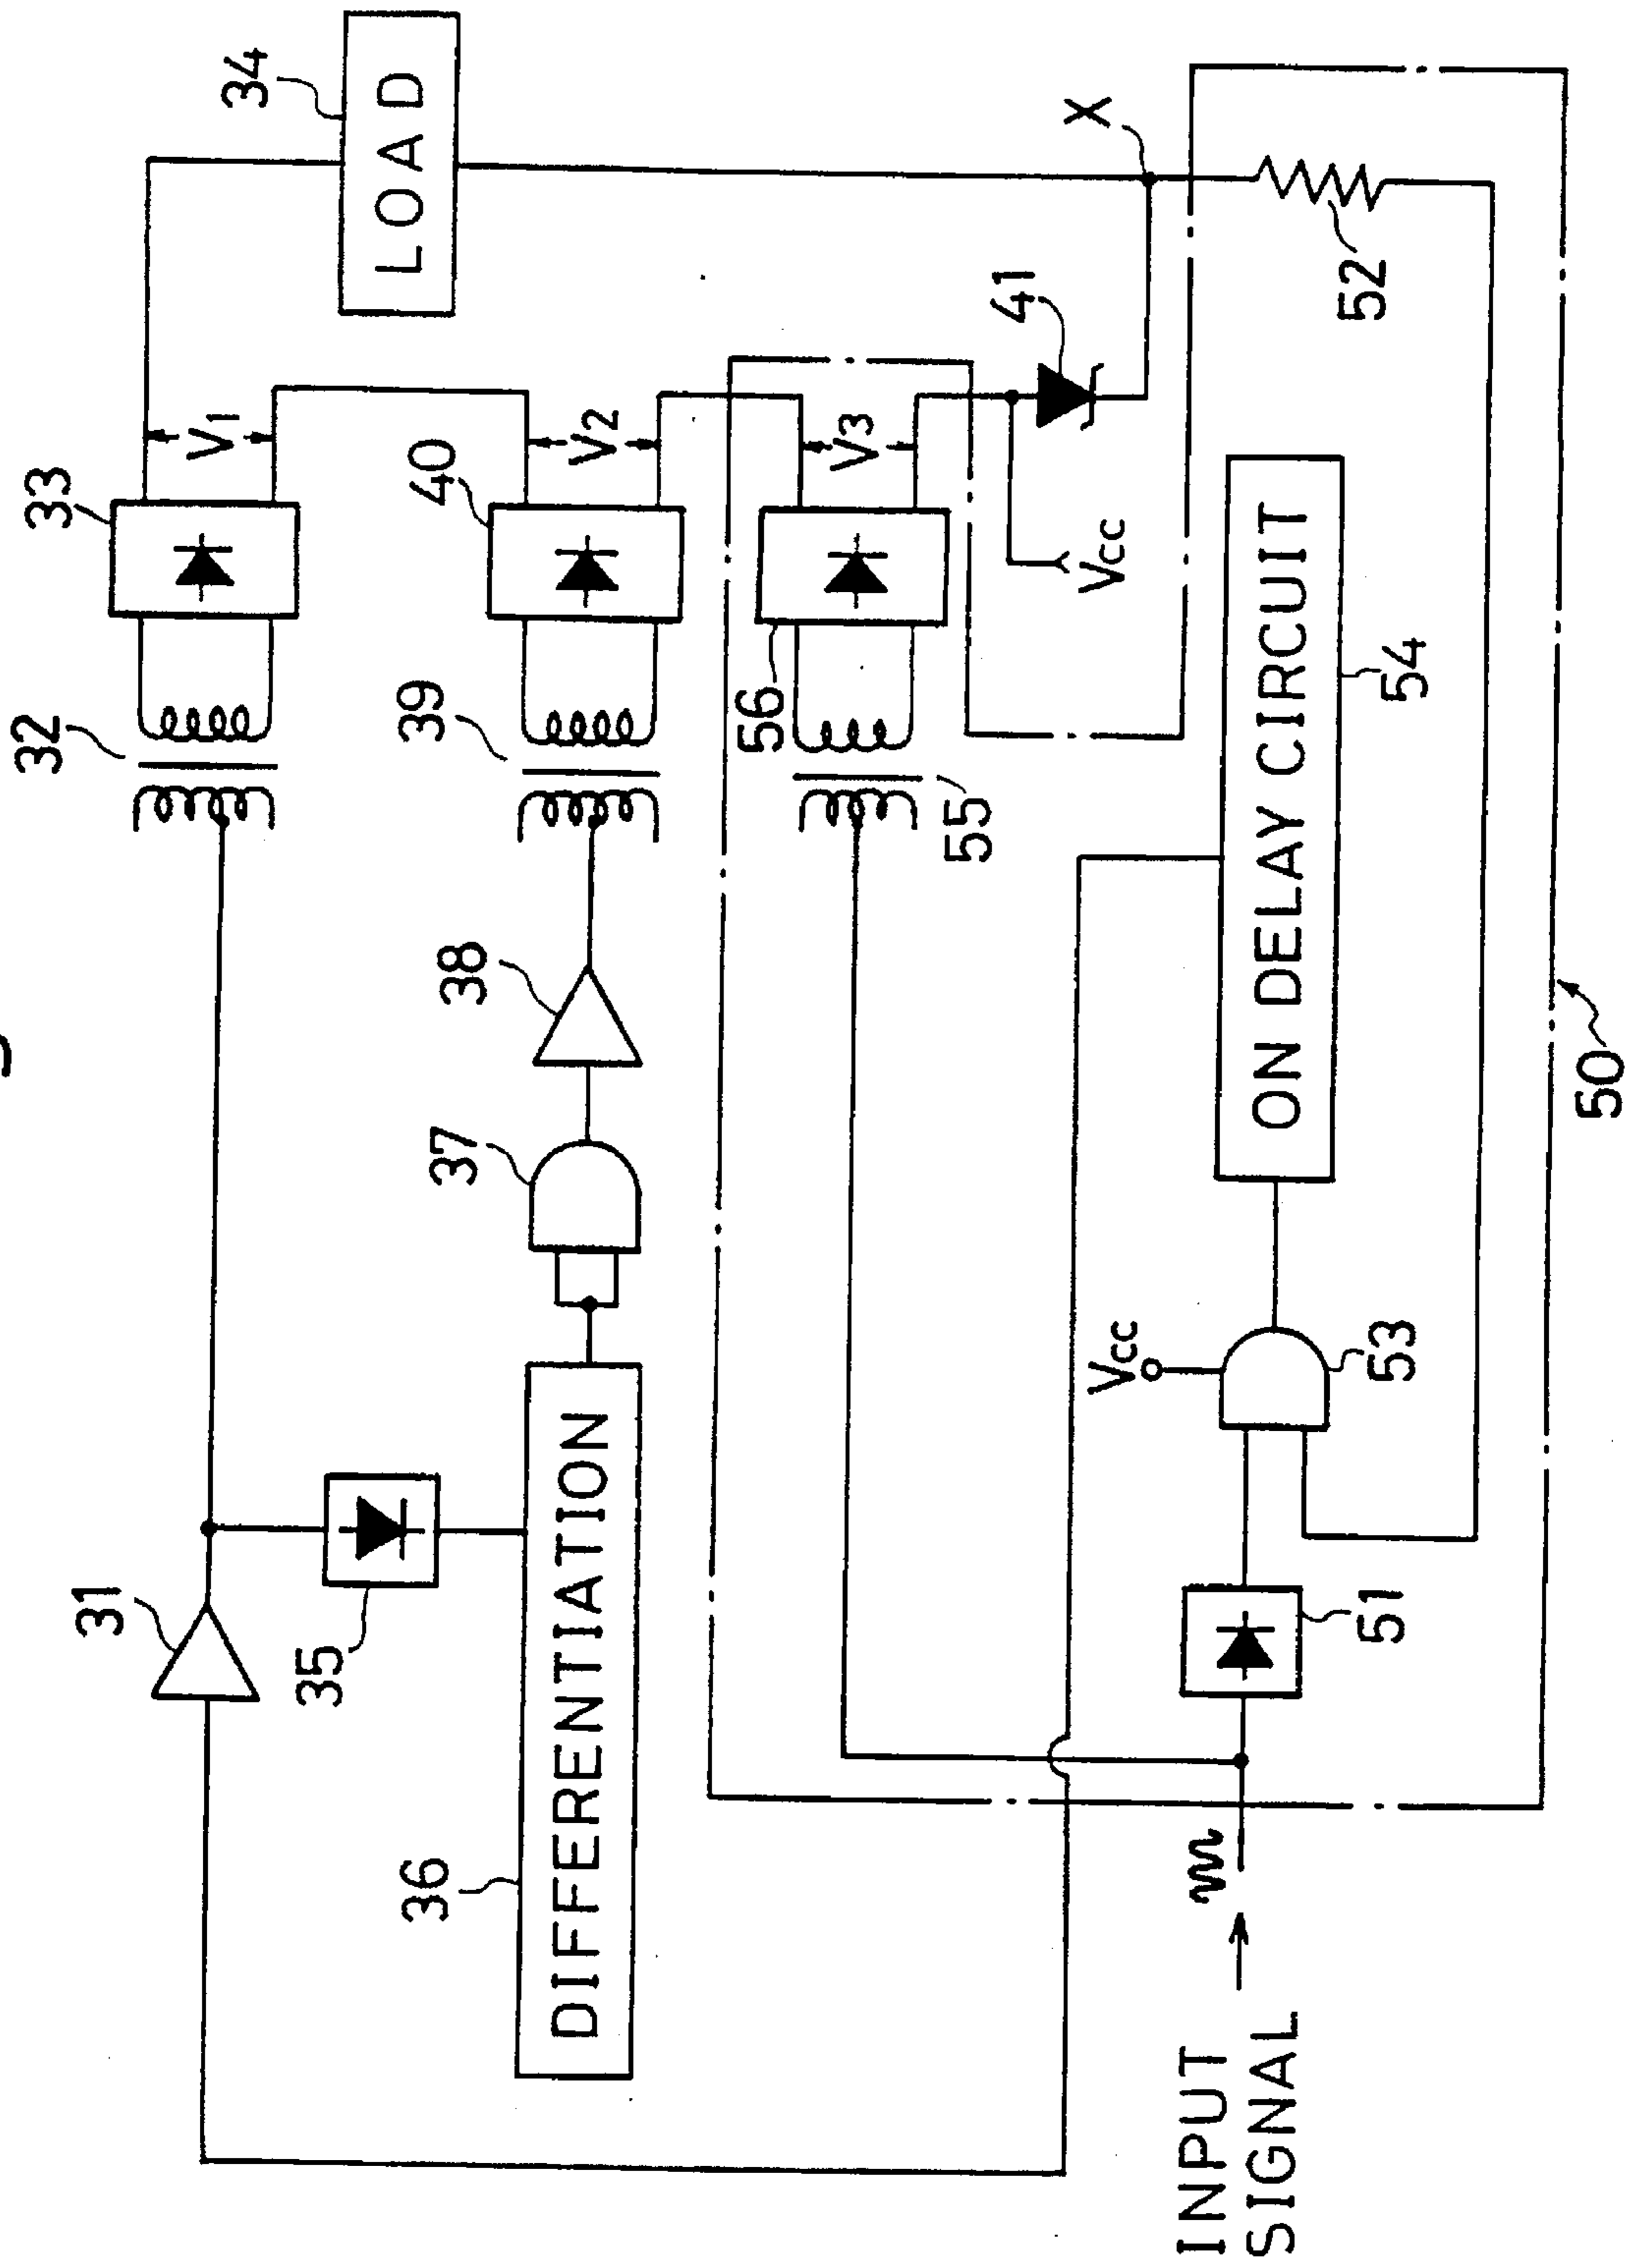 31
32
33
34
V1
LOAD
35
36
DIFFERENTIATION
37
38
39
40
V2
55
56
V3
41
X
Vcc
INPUT
SIGNAL
51
Vcc
53
ON DELAY CIRCUIT
54
52
50